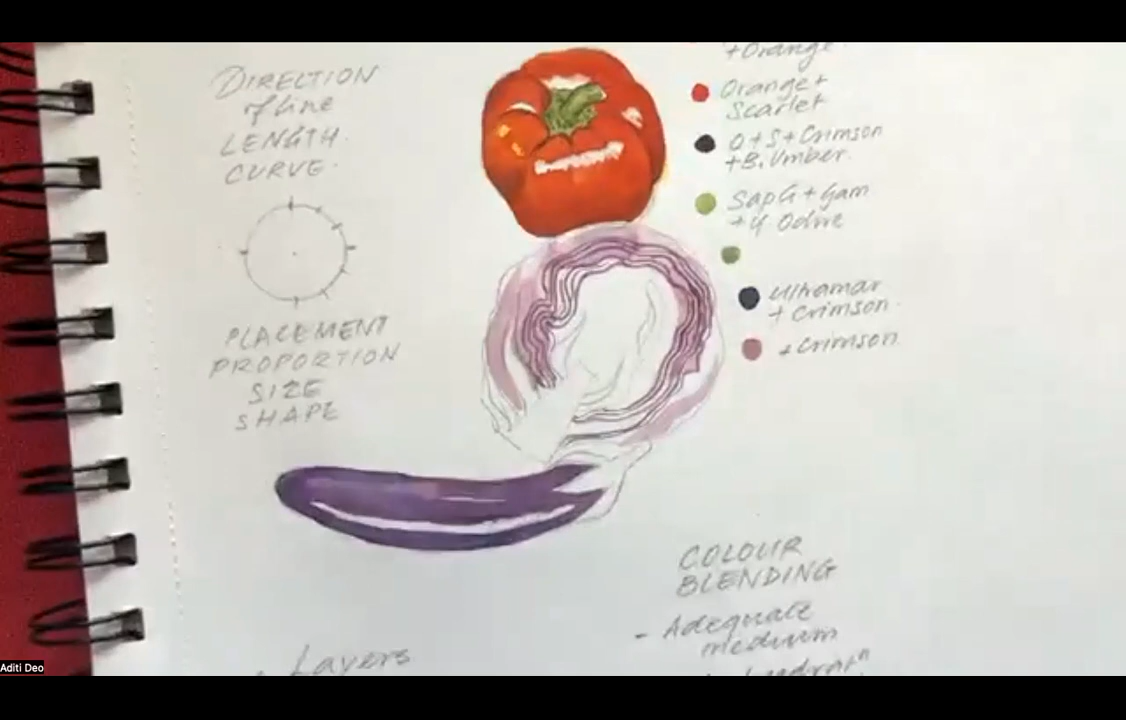 DIRECTION
of line
LENGTH.
CURVE.
PLACEMENT
PROPORTION
SIZE
SHAPE
+Orange.
Orange+
Scarlet
O+S+Crimson
+B. Umber.
SapG + Gam
+ Y Ochre
Ultramar
+ Crimson
+ Crimson
COLOUR
BLENDING
- Adequate
medium
- Layers
Aditi Deo